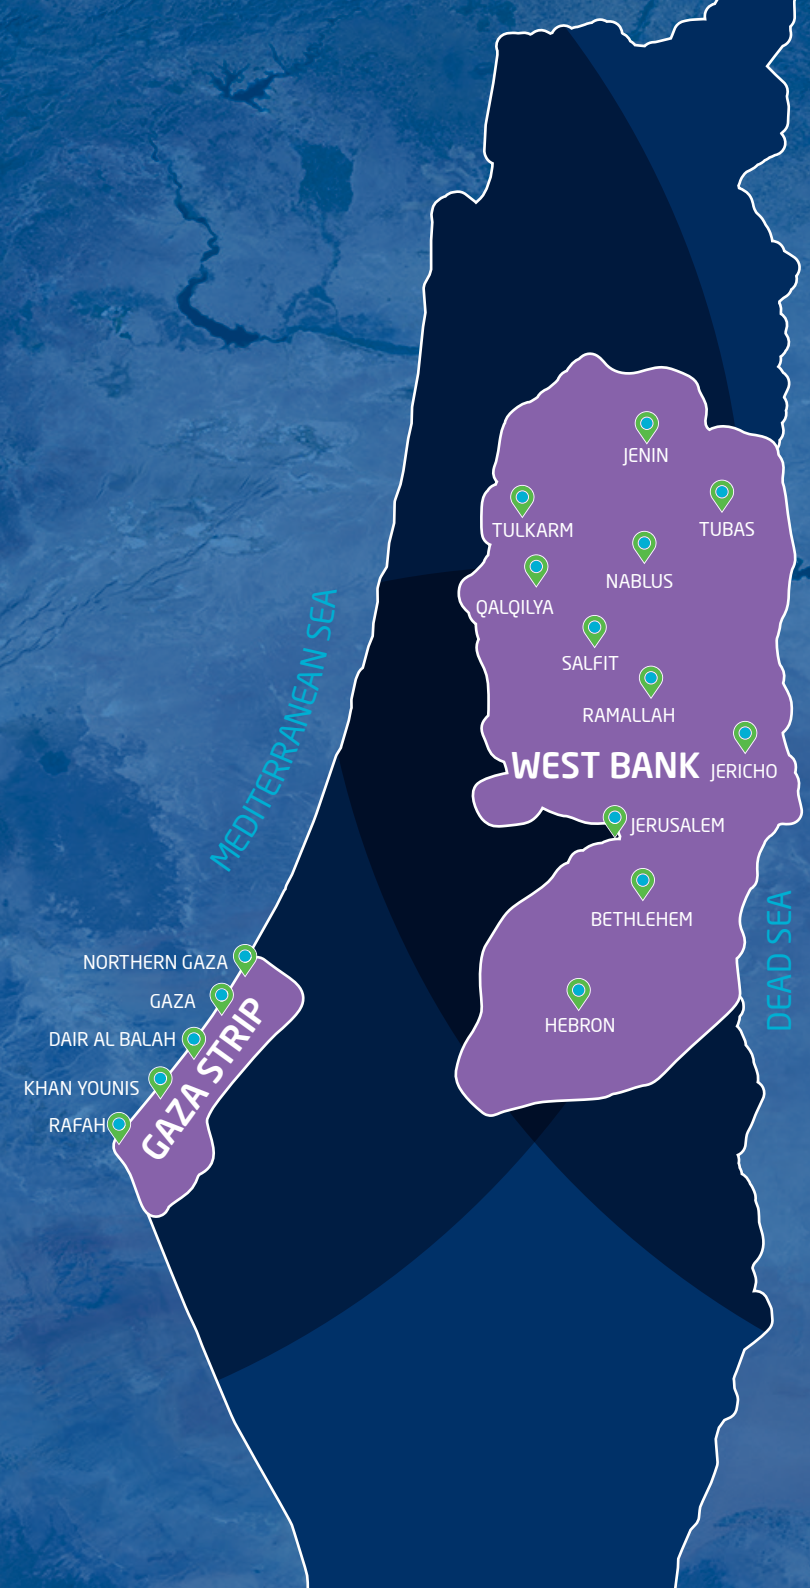 JENIN
TULKARM
TUBAS
NABLUS
QALQILYA
SALFIT
RAMALLAH
WEST BANK
JERICHO
JERUSALEM
MEDITERRANEAN SEA
BETHLEHEM
DEAD SEA
NORTHERN GAZA
GAZA
HEBRON
DAIR AL BALAH
GAZA STRIP
KHAN YOUNIS
RAFAH